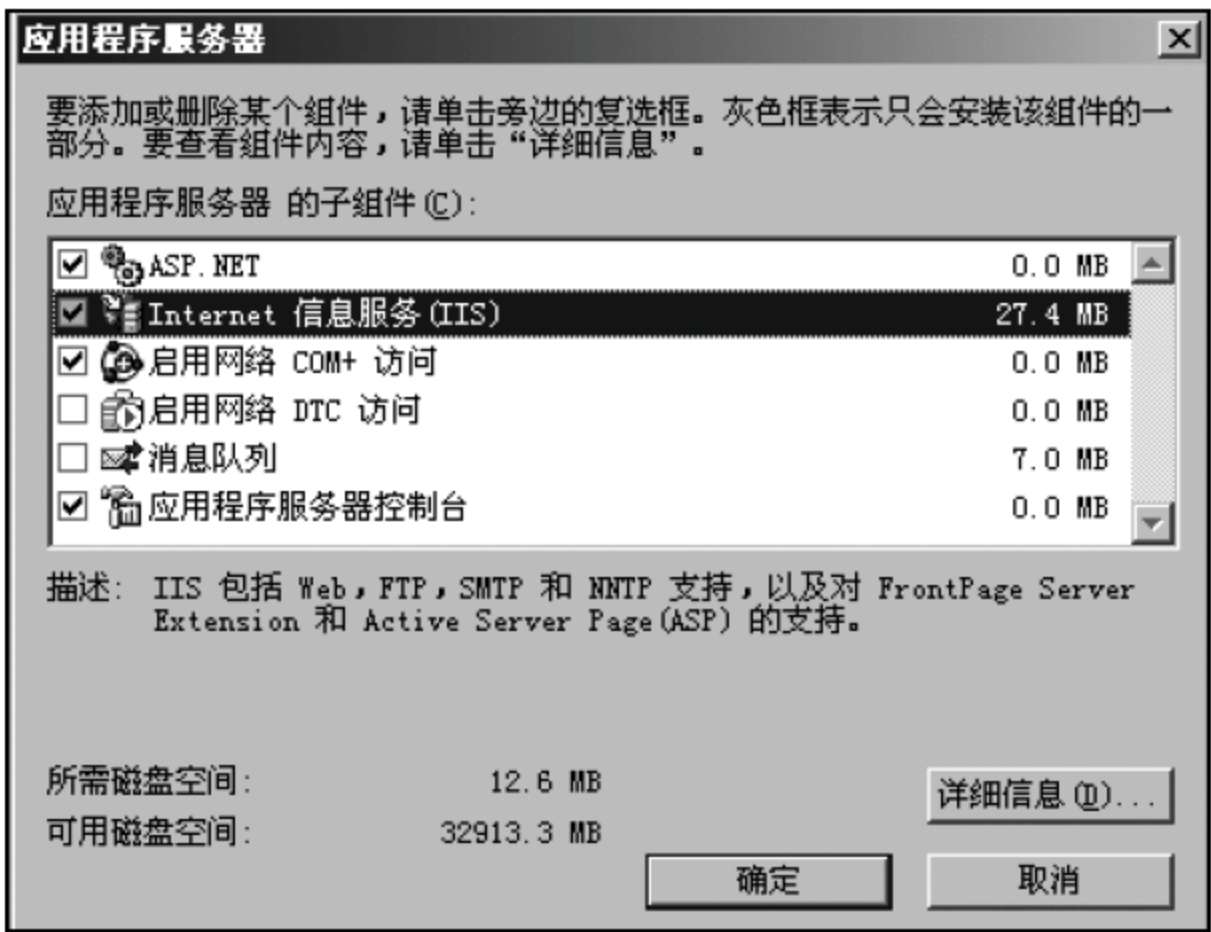 应用程序服务器
要添加或删除某个组件，请单击旁边的复选框。灰色框表示只会安装该组件的一
部分。要查看组件内容，请单击“详细信息”。
应用程序服务器 的子组件(C):
ASP.NET 0.0 MB
Internet 信息服务(IIS) 27.4 MB
启用网络 COM+ 访问 0.0 MB
启用网络 DTC 访问 0.0 MB
消息队列 7.0 MB
应用程序服务器控制台 0.0 MB
描述: IIS 包括 Web，FTP，SMTP 和 NNTP 支持，以及对 FrontPage Server
Extension 和 Active Server Page(ASP) 的支持。
所需磁盘空间: 12.6 MB
可用磁盘空间: 32913.3 MB
详细信息(D)...
确定 取消